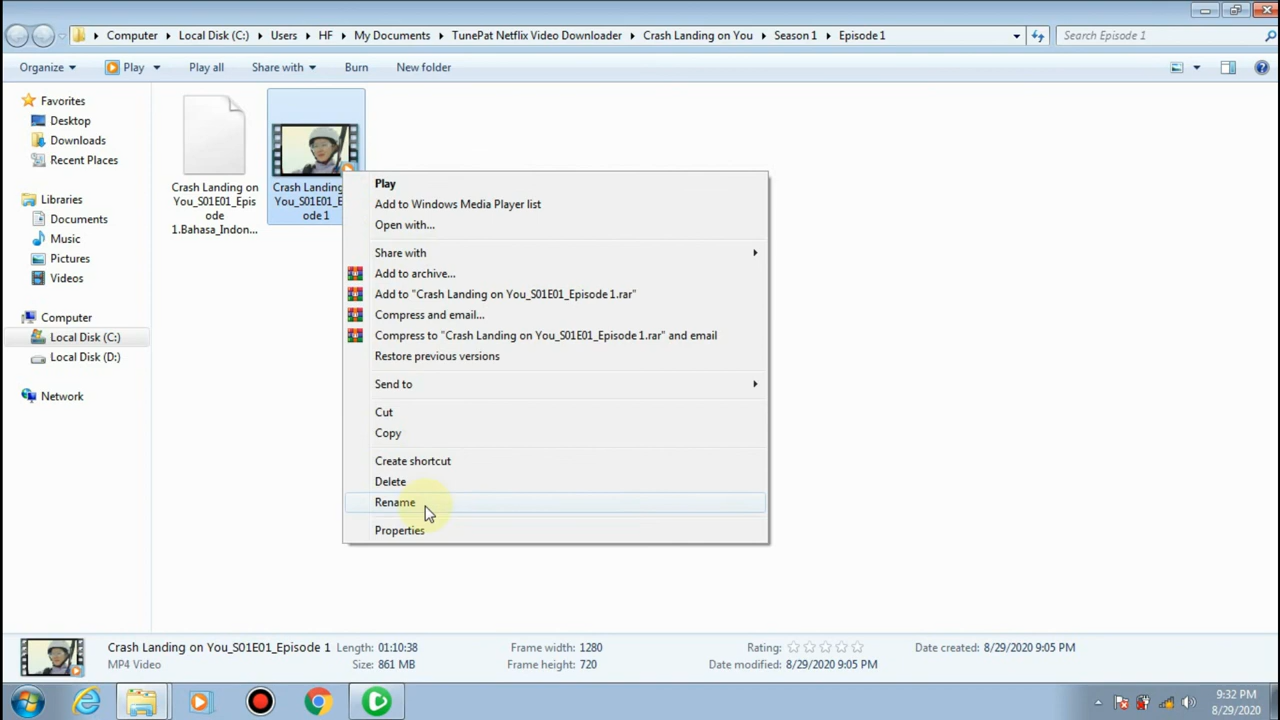 Computer Local Disk (C:) Users HF My Documents TunePat Netflix Video Downloader Crash Landing on You Season 1 Episode 1 Search Episode 1
Organize Play Play all Share with Burn New folder
Favorites
Desktop
Downloads
Recent Places
Libraries
Documents
Music
Pictures
Videos
Computer
Local Disk (C:)
Local Disk (D:)
Network
Crash Landing on
You_S01E01_Epis
ode
1.Bahasa_Indon...
Crash Landing
You_S01E01_E
ode 1
Play
Add to Windows Media Player list
Open with...
Share with
Add to archive...
Add to "Crash Landing on You_S01E01_Episode 1.rar"
Compress and email...
Compress to "Crash Landing on You_S01E01_Episode 1.rar" and email
Restore previous versions
Send to
Cut
Copy
Create shortcut
Delete
Rename
Properties
Crash Landing on You_S01E01_Episode 1 Length: 01:10:38 Frame width: 1280 Rating: Date created: 8/29/2020 9:05 PM
MP4 Video Size: 861 MB Frame height: 720 Date modified: 8/29/2020 9:05 PM
9:32 PM
8/29/2020